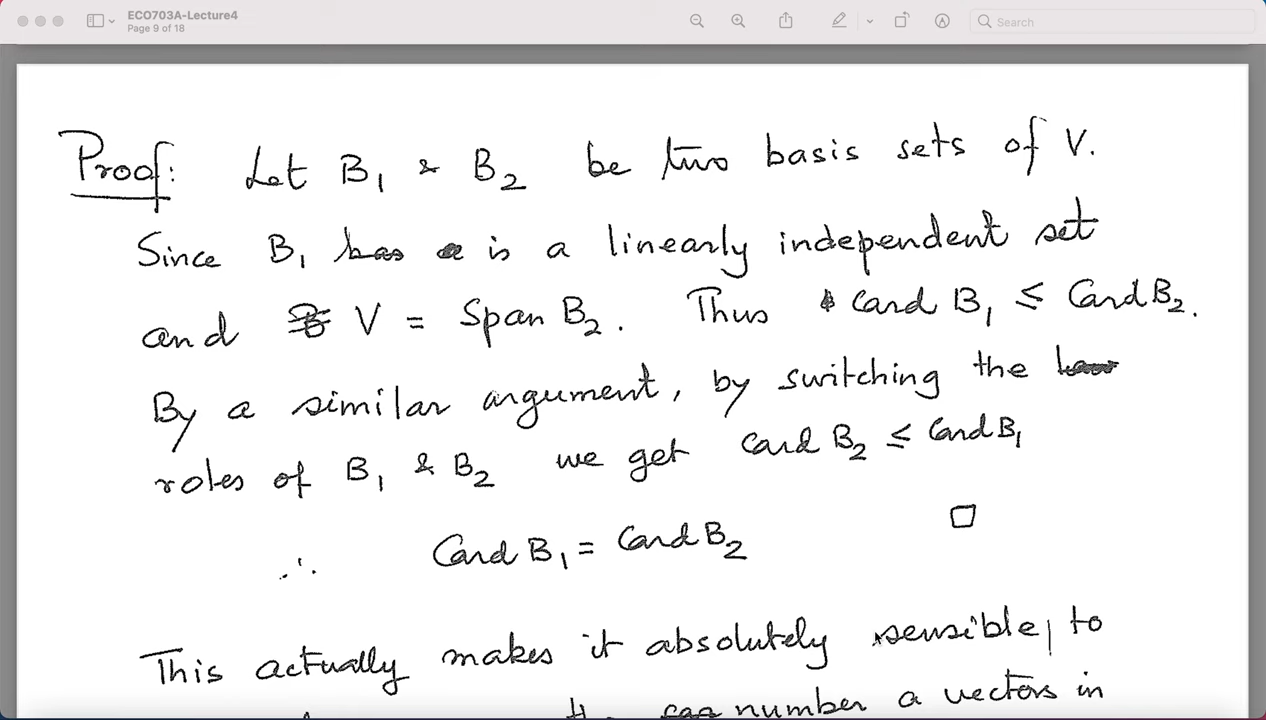 ECO703A-Lecture4
Page 9 of 18
Search
Proof: Let B₁ & B₂ be two basis sets of V.
Since B₁ has is a linearly independent set
and V = Span B₂. Thus Card B₁ ≤ Card B₂.
By a similar argument, by switching the
roles of B₁ & B₂ we get Card B₂ ≤ Card B₁
∴ Card B₁ = Card B₂ □
This actually makes it absolutely sensible, to
number a vectors in